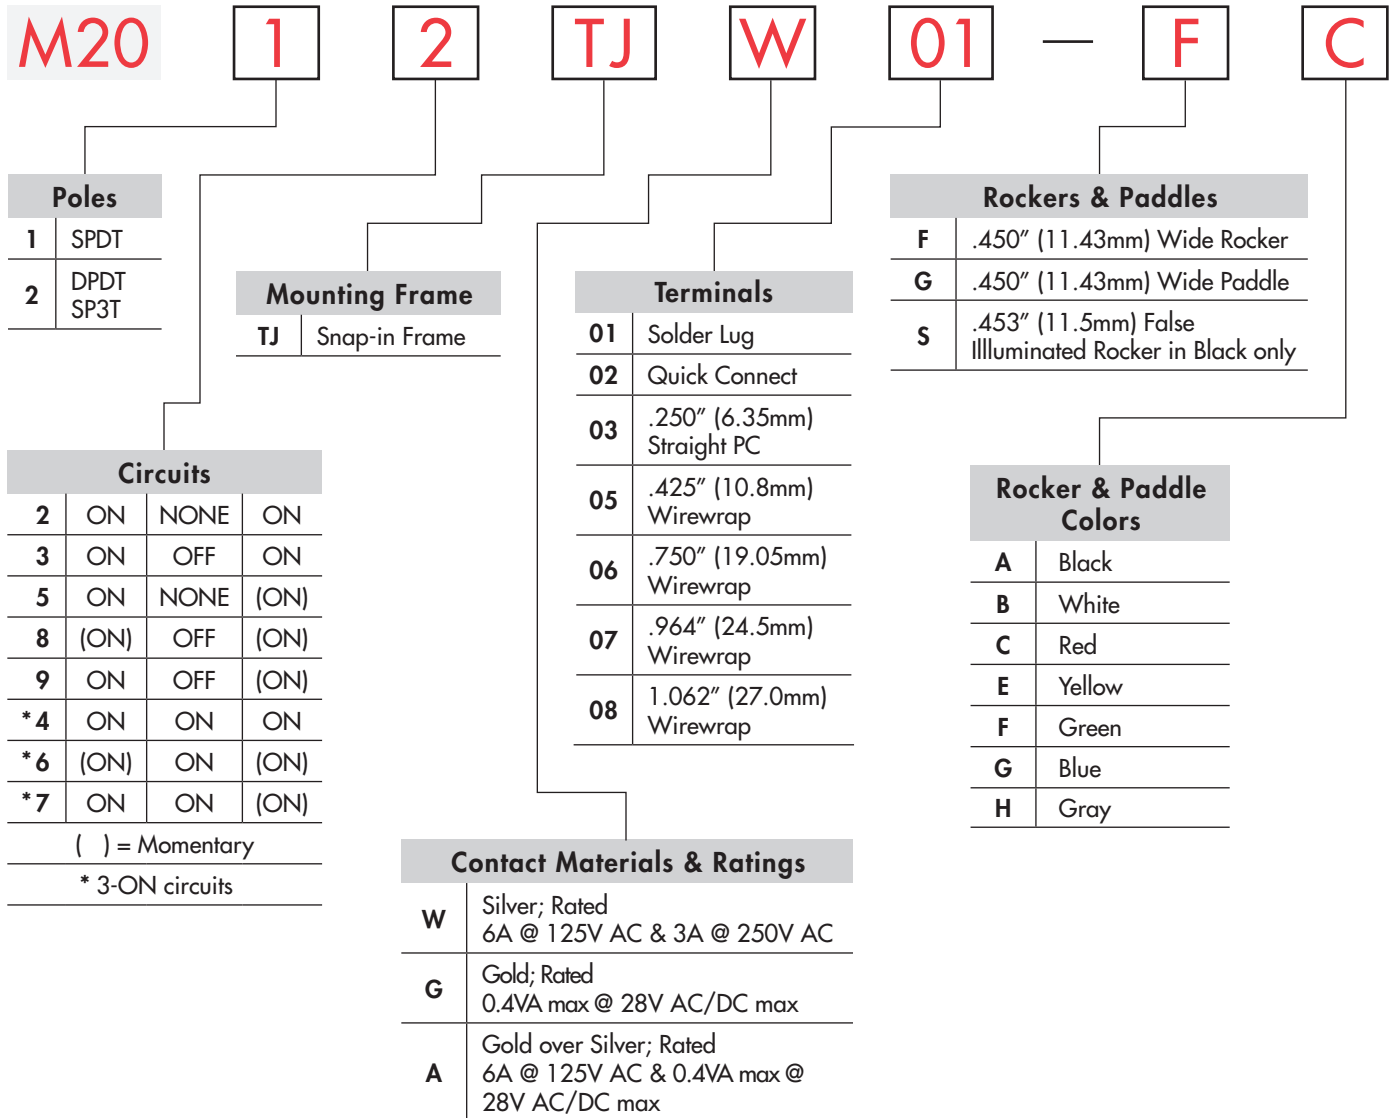 M20 1 2 TJ W 01 — F C
Poles
1 SPDT
2 DPDT
SP3T
Mounting Frame
TJ Snap-in Frame
Circuits
2 ON NONE ON
3 ON OFF ON
5 ON NONE (ON)
8 (ON) OFF (ON)
9 ON OFF (ON)
*4 ON ON ON
*6 (ON) ON (ON)
*7 ON ON (ON)
( ) = Momentary
* 3-ON circuits
Contact Materials & Ratings
W Silver; Rated
6A @ 125V AC & 3A @ 250V AC
G Gold; Rated
0.4VA max @ 28V AC/DC max
A Gold over Silver; Rated
6A @ 125V AC & 0.4VA max @
28V AC/DC max
Terminals
01 Solder Lug
02 Quick Connect
03 .250″ (6.35mm)
Straight PC
05 .425″ (10.8mm)
Wirewrap
06 .750″ (19.05mm)
Wirewrap
07 .964″ (24.5mm)
Wirewrap
08 1.062″ (27.0mm)
Wirewrap
Rockers & Paddles
F .450″ (11.43mm) Wide Rocker
G .450″ (11.43mm) Wide Paddle
S .453″ (11.5mm) False
Illluminated Rocker in Black only
Rocker & Paddle
Colors
A Black
B White
C Red
E Yellow
F Green
G Blue
H Gray